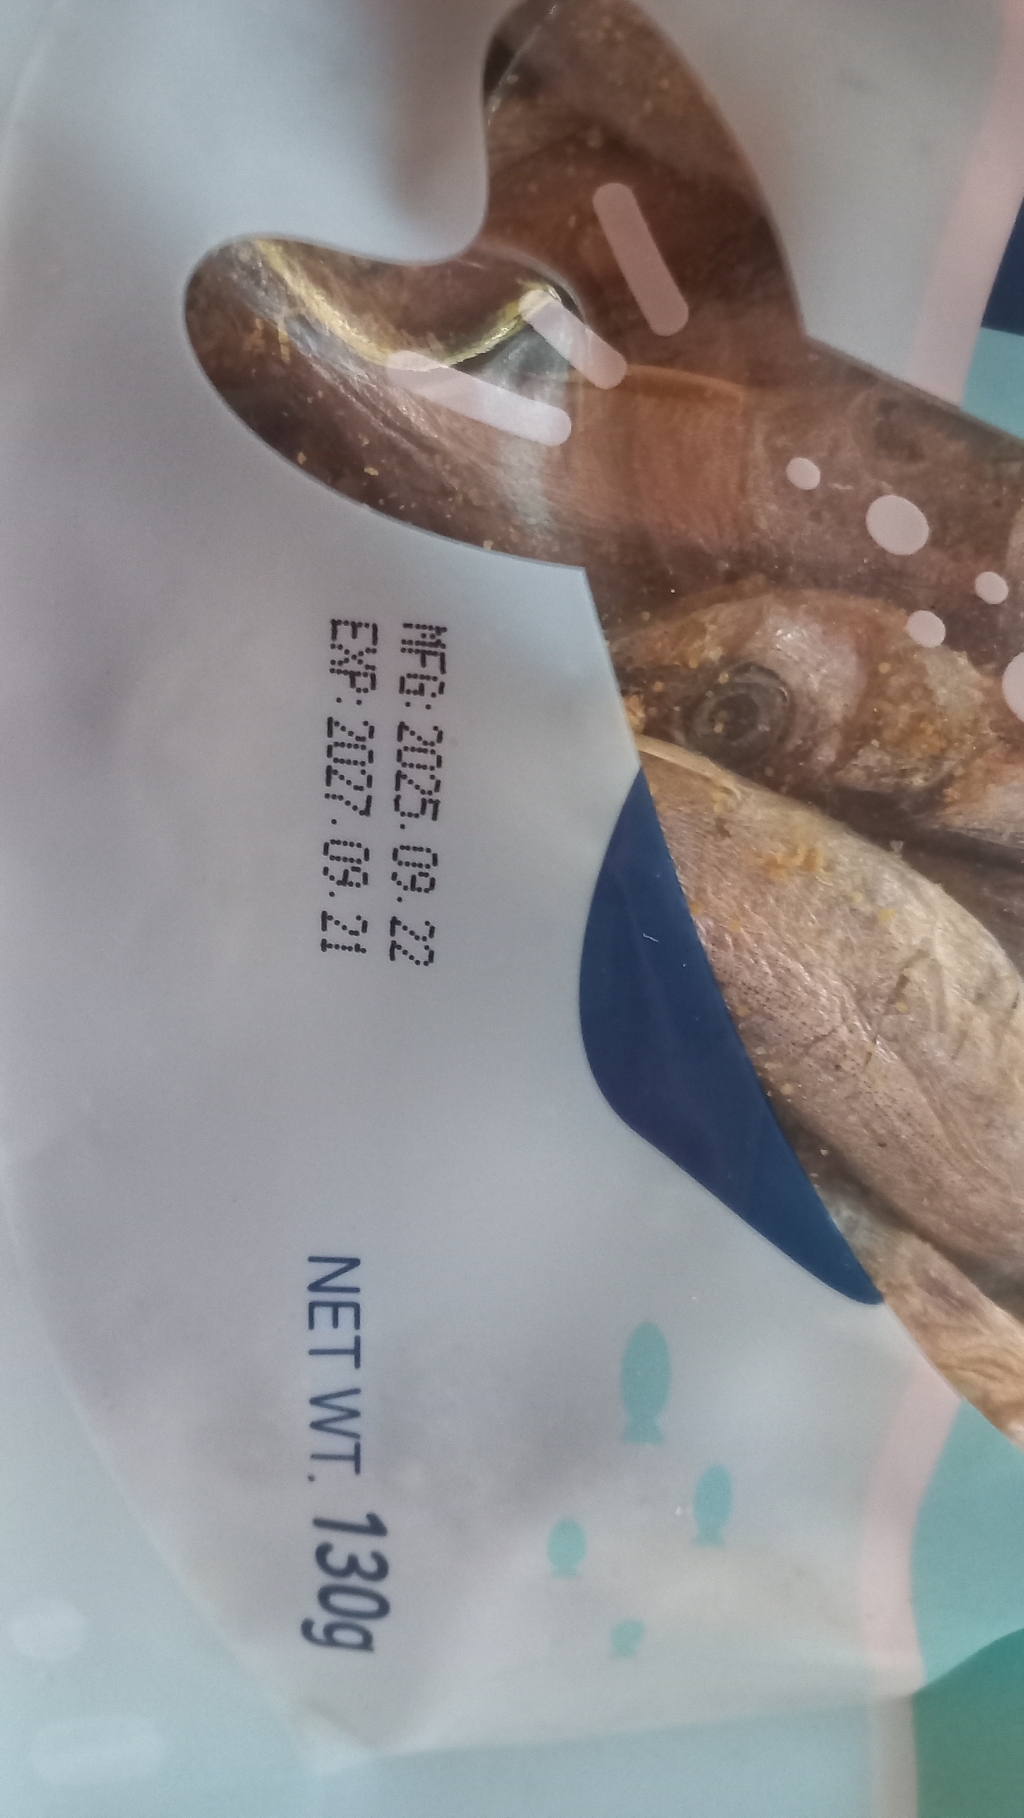 MFG: 2025. 09. 22
EXP: 2027. 09. 21
NET WT. 130g